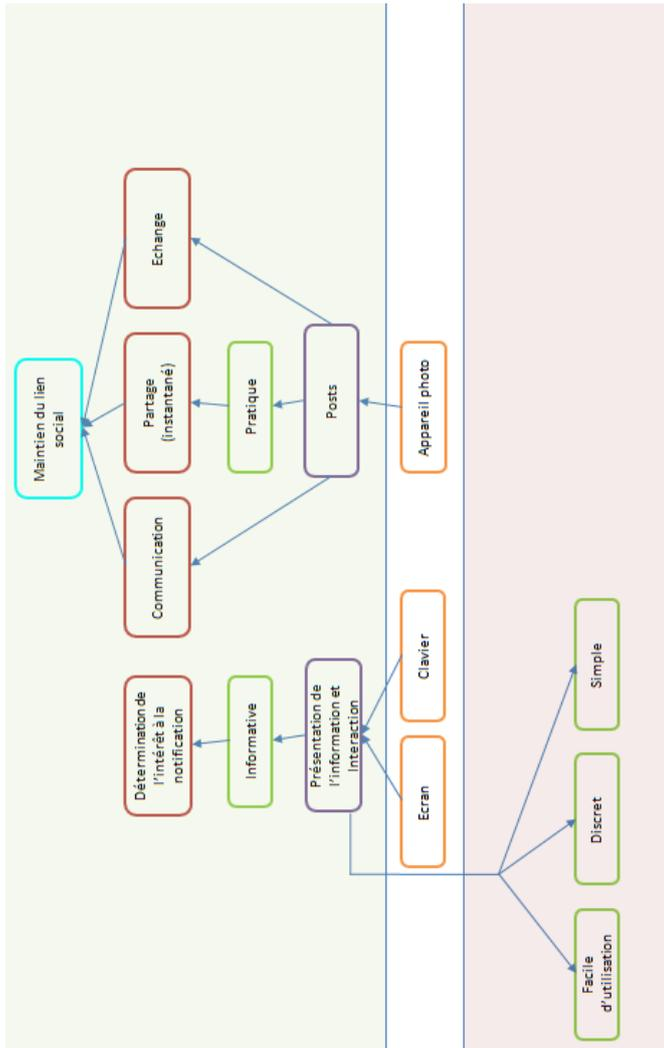 Maintien du lien
social
Détermination de
l'intérêt à la
notification
Communication
Partage
(instantané)
Echange
Informative
Pratique
Présentation de
l'information et
Interaction
Posts
Ecran
Clavier
Appareil photo
Facile
d'utilisation
Discret
Simple